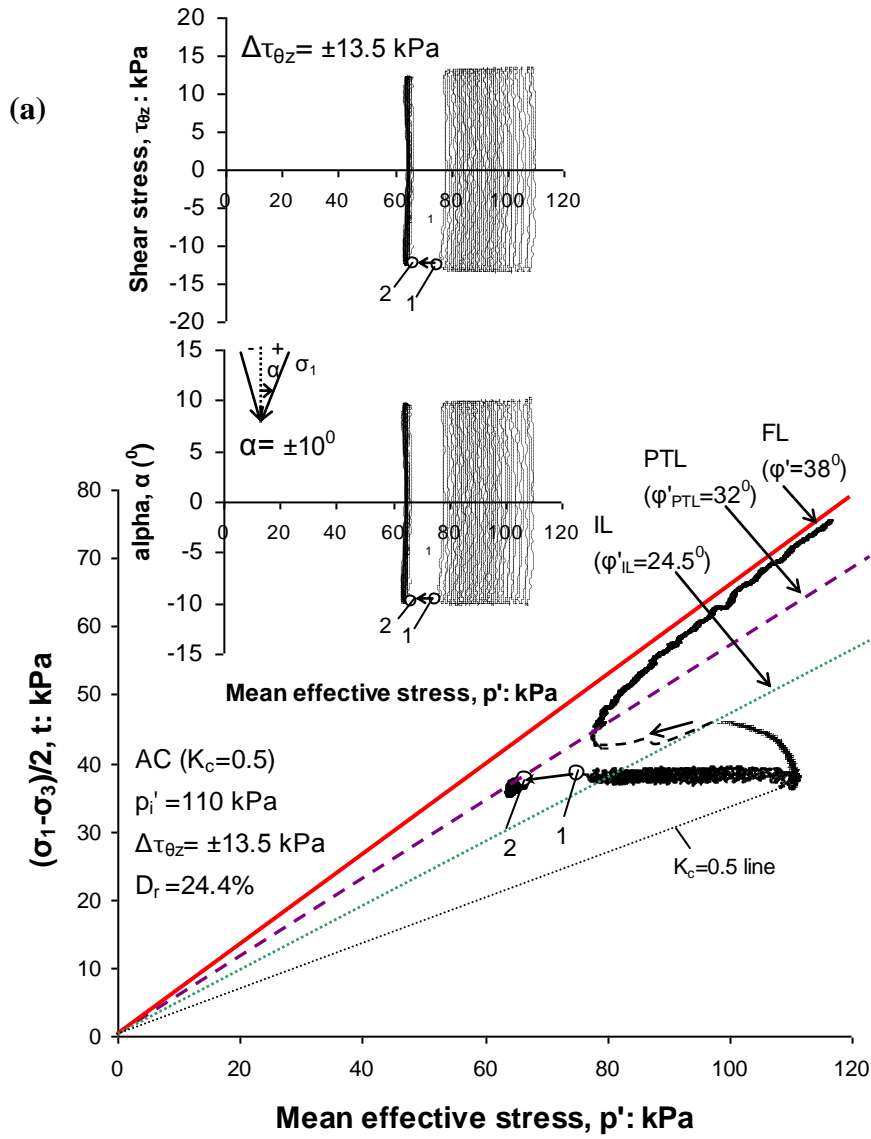 (a)
Shear stress, τθz : kPa
Δτθz= ±13.5 kPa
20
15
10
5
0
-5
-10
-15
-20
0 20 40 60 80 100 120
1
2
1
alpha, α (⁰)
15
10
5
0
-5
-10
-15
- +
α
σ1
α= ±10⁰
0 20 40 60 80 100 120
1
2
1
Mean effective stress, p': kPa
FL
(φ'=38⁰)
PTL
(φ'PTL=32⁰)
IL
(φ'IL=24.5⁰)
(σ1-σ3)/2, t: kPa
80
70
60
50
40
30
20
10
0
AC (Kc=0.5)
pi' =110 kPa
Δτθz= ±13.5 kPa
Dr =24.4%
2
1
Kc=0.5 line
0 20 40 60 80 100 120
Mean effective stress, p': kPa